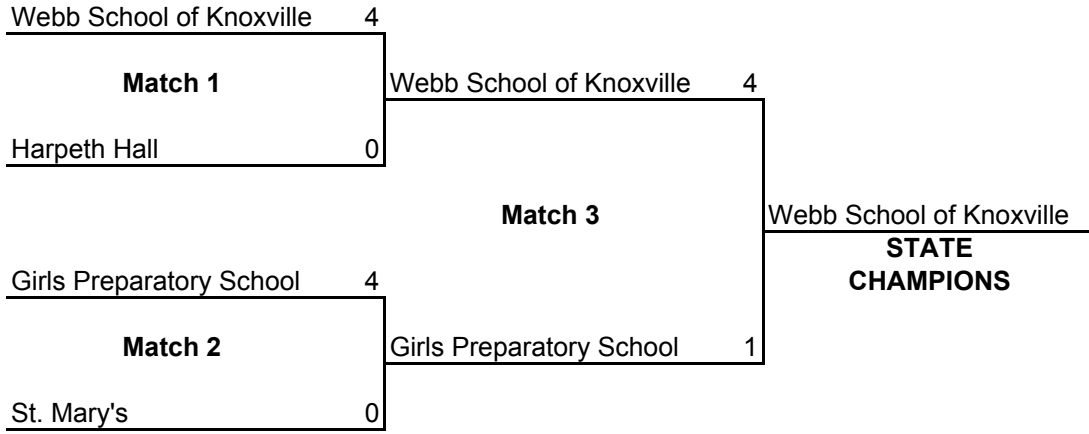 Webb School of Knoxville 4
Match 1
Webb School of Knoxville 4
Harpeth Hall 0
Match 3
Webb School of Knoxville
STATE
CHAMPIONS
Girls Preparatory School 4
Match 2
Girls Preparatory School 1
St. Mary's 0